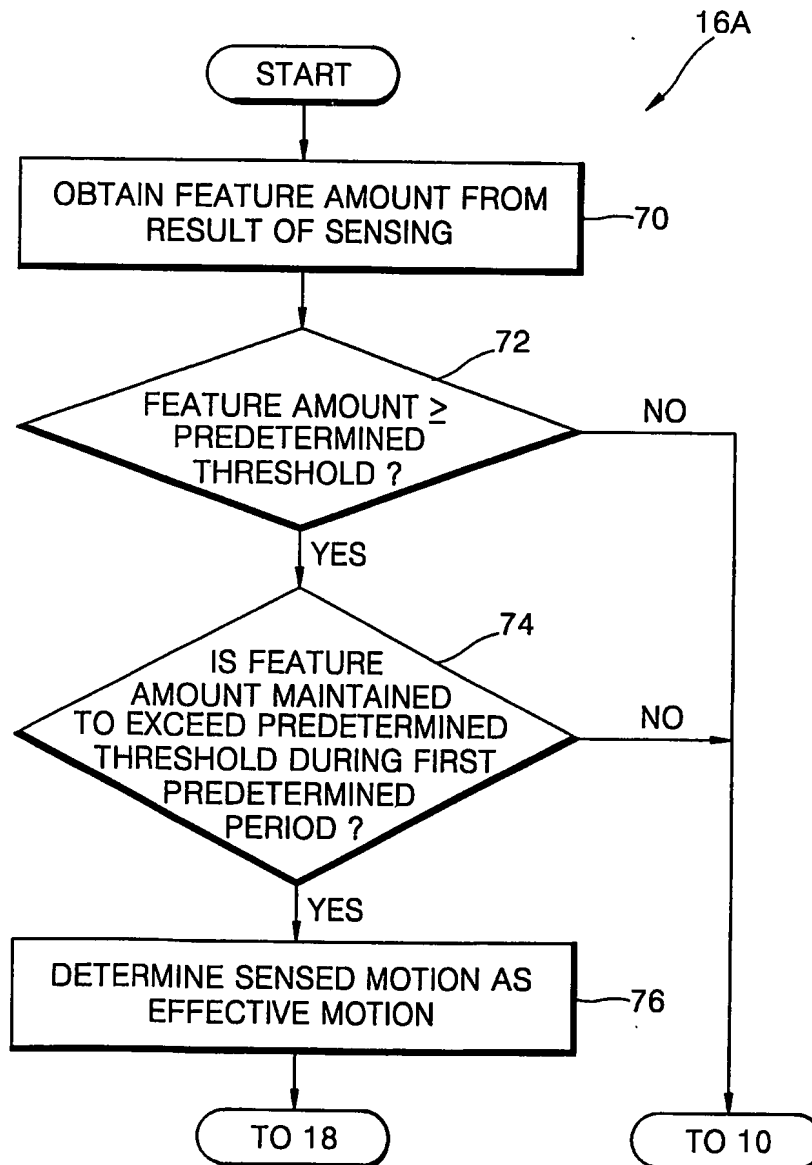 16A
START
OBTAIN FEATURE AMOUNT FROM
RESULT OF SENSING
70
72
FEATURE AMOUNT ≥
PREDETERMINED
THRESHOLD ?
NO
YES
74
IS FEATURE
AMOUNT MAINTAINED
TO EXCEED PREDETERMINED
THRESHOLD DURING FIRST
PREDETERMINED
PERIOD ?
NO
YES
DETERMINE SENSED MOTION AS
EFFECTIVE MOTION
76
TO 18
TO 10